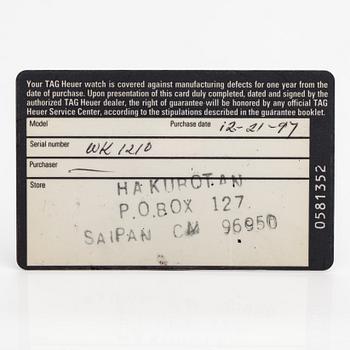 Your TAG Heuer watch is covered against manufacturing defects for one year from the
date of purchase. Upon presentation of this card duly completed, dated and signed by the
authorized TAG Heuer dealer, the right of guarantee will be honored by any official TAG
Heuer Service Center, according to the stipulations described in the guarantee booklet.
Model Purchase date 12-21-97
Serial number WK 1210
Purchaser
Store HAKUBOTAN
P.O.BOX 127
SAIPAN CM 96950
0581352